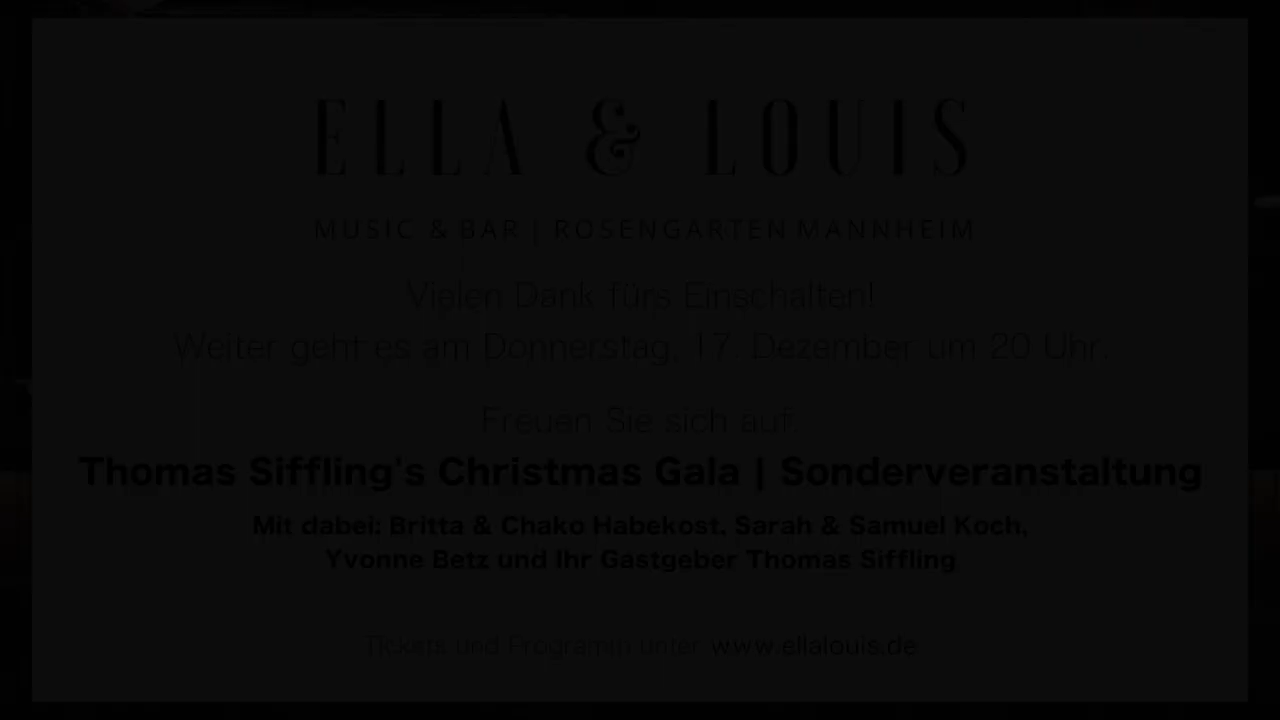 ELLA & LOUIS
MUSIC & BAR | ROSENGARTEN MANNHEIM
Vielen Dank fürs Einschalten!
Weiter geht es am Donnerstag, 17. Dezember um 20 Uhr.
Freuen Sie sich auf:
Thomas Siffling's Christmas Gala | Sonderveranstaltung
Mit dabei: Britta & Chako Habekost, Sarah & Samuel Koch,
Yvonne Betz und Ihr Gastgeber Thomas Siffling
Tickets und Programm unter www.ellalouis.de